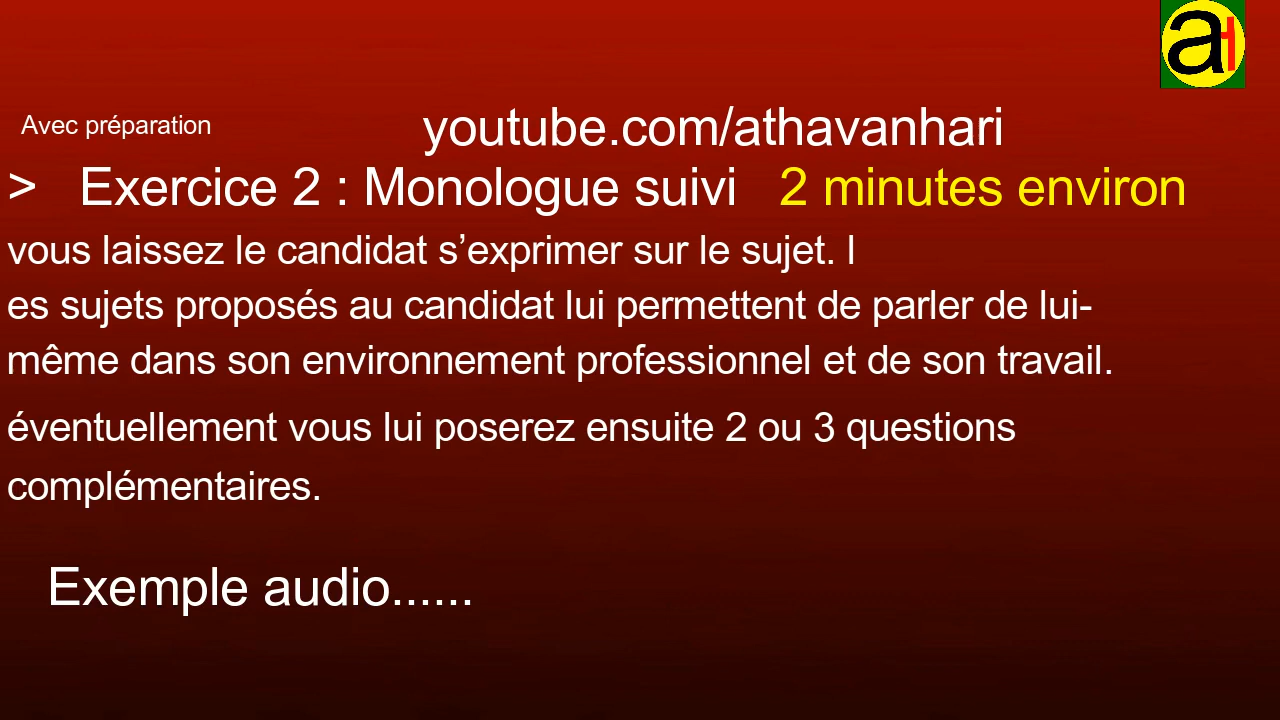 aH
Avec préparation
youtube.com/athavanhari
> Exercice 2 : Monologue suivi 2 minutes environ
vous laissez le candidat s’exprimer sur le sujet. l
es sujets proposés au candidat lui permettent de parler de lui-
même dans son environnement professionnel et de son travail.
éventuellement vous lui poserez ensuite 2 ou 3 questions
complémentaires.
Exemple audio......